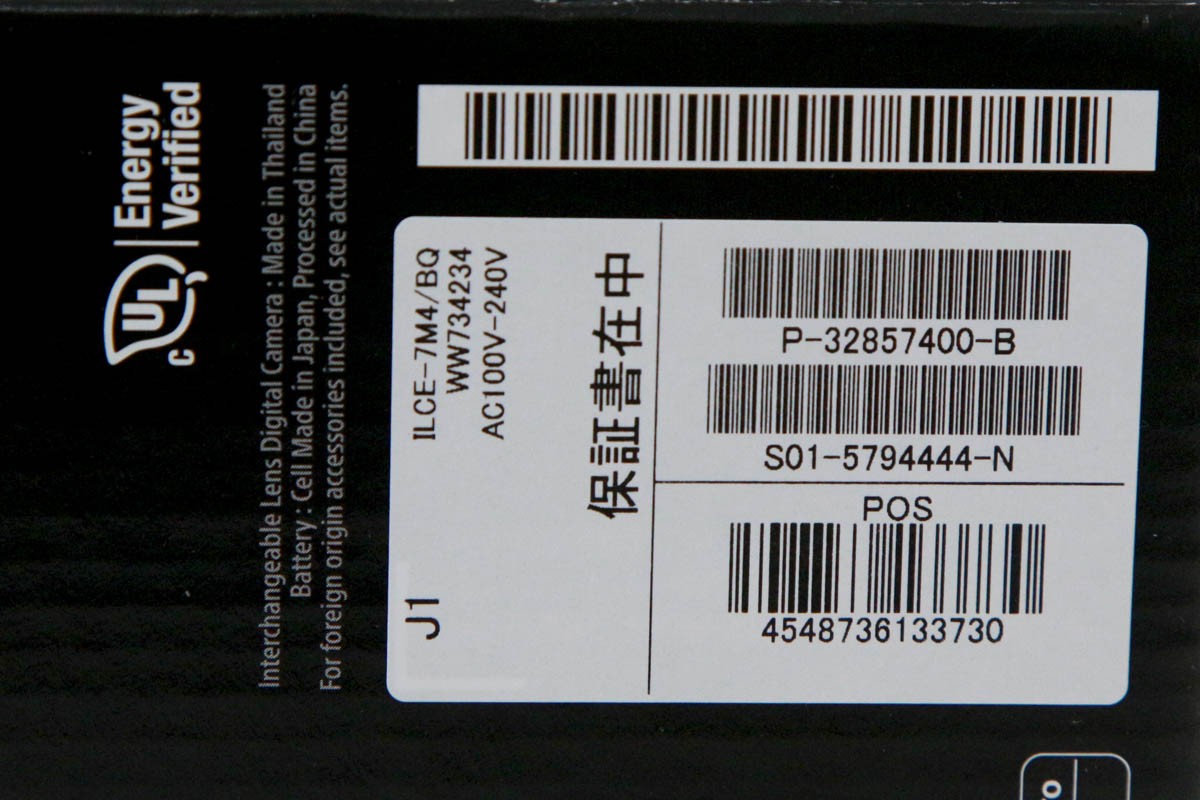 UL
C
Energy
Verified
Interchangeable Lens Digital Camera : Made in Thailand
Battery : Cell Made in Japan, Processed in China
For foreign origin accessories included, see actual items.
ILCE-7M4/BQ
WW734234
AC100V-240V
J1
保証書在中
P-32857400-B
S01-5794444-N
POS
4548736133730